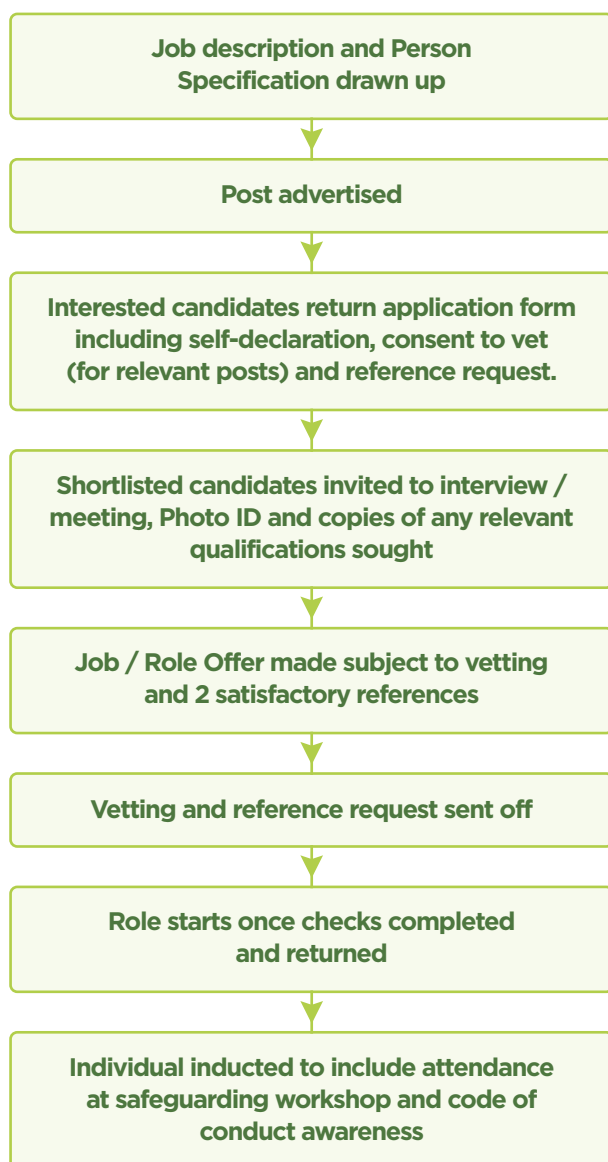 Job description and Person
Specification drawn up
Post advertised
Interested candidates return application form
including self-declaration, consent to vet
(for relevant posts) and reference request.
Shortlisted candidates invited to interview /
meeting, Photo ID and copies of any relevant
qualifications sought
Job / Role Offer made subject to vetting
and 2 satisfactory references
Vetting and reference request sent off
Role starts once checks completed
and returned
Individual inducted to include attendance
at safeguarding workshop and code of
conduct awareness